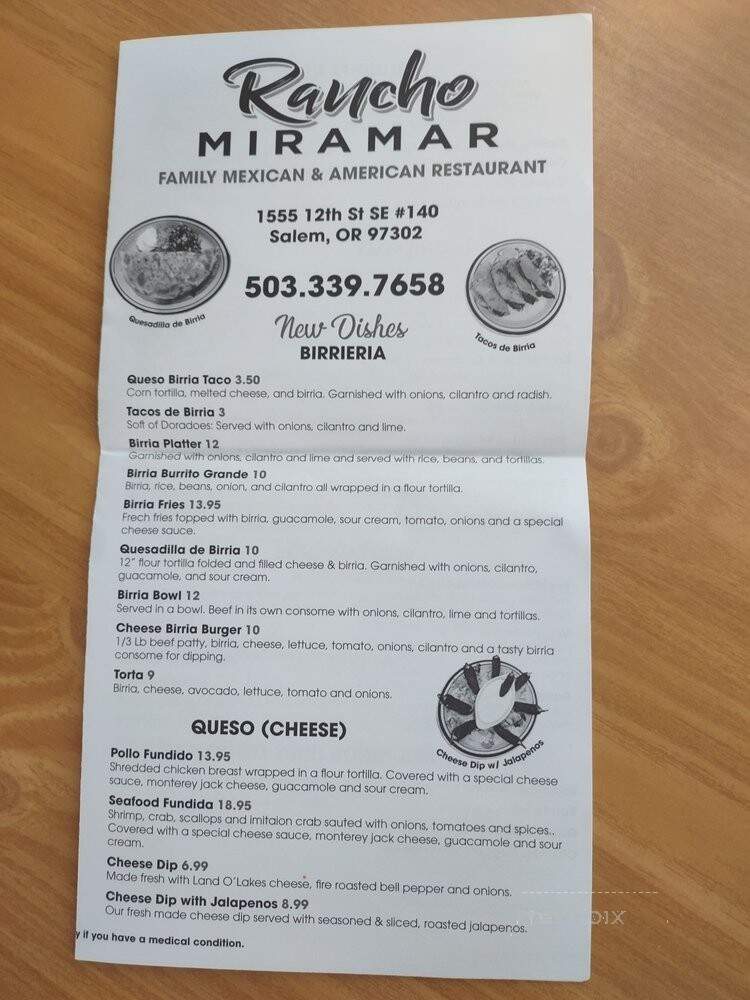 Rancho
MIRAMAR
FAMILY MEXICAN & AMERICAN RESTAURANT
1555 12th St SE #140
Salem, OR 97302
503.339.7658
Quesadilla de Birria
Tacos de Birria
New Dishes
BIRRIERIA
Queso Birria Taco 3.50
Corn tortilla, melted cheese, and birria. Garnished with onions, cilantro and radish.
Tacos de Birria 3
Soft of Doradoes: Served with onions, cilantro and lime.
Birria Platter 12
Garnished with onions, cilantro and lime and served with rice, beans, and tortillas.
Birria Burrito Grande 10
Birria, rice, beans, onion, and cilantro all wrapped in a flour tortilla.
Birria Fries 13.95
Frech fries topped with birria, guacamole, sour cream, tomato, onions and a special
cheese sauce.
Quesadilla de Birria 10
12" flour tortilla folded and filled cheese & birria. Garnished with onions, cilantro,
guacamole, and sour cream.
Birria Bowl 12
Served in a bowl. Beef in its own consome with onions, cilantro, lime and tortillas.
Cheese Birria Burger 10
1/3 Lb beef patty, birria, cheese, lettuce, tomato, onions, cilantro and a tasty birria
consome for dipping.
Torta 9
Birria, cheese, avocado, lettuce, tomato and onions.
QUESO (CHEESE)
Cheese Dip w/ Jalapenos
Pollo Fundido 13.95
Shredded chicken breast wrapped in a flour tortilla. Covered with a special cheese
sauce, monterey jack cheese, guacamole and sour cream.
Seafood Fundida 18.95
Shrimp, crab, scallops and imitaion crab sauted with onions, tomatoes and spices..
Covered with a special cheese sauce, monterey jack cheese, guacamole and sour
cream.
Cheese Dip 6.99
Made fresh with Land O'Lakes cheese, fire roasted bell pepper and onions.
Cheese Dip with Jalapenos 8.99
Our fresh made cheese dip served with seasoned & sliced, roasted jalapenos.
y if you have a medical condition.